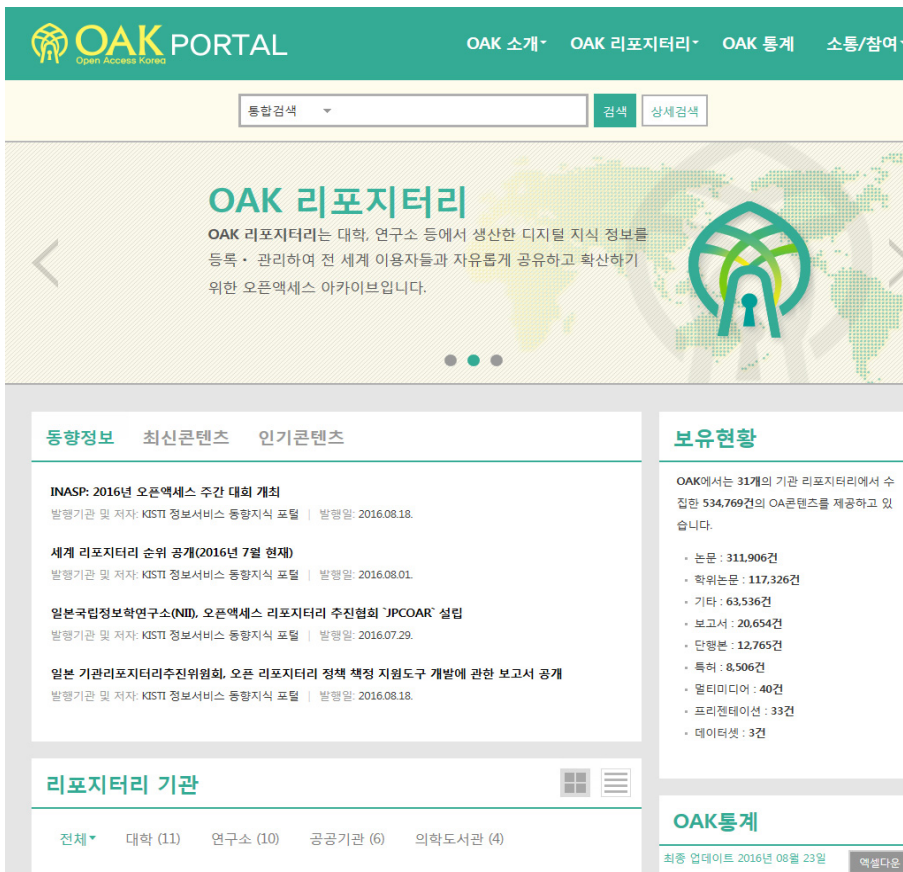 OAK PORTAL
Open Access Korea
OAK 소개 OAK 리포지터리 OAK 통계 소통/참여
통합검색 검색 상세검색
OAK 리포지터리
OAK 리포지터리는 대학, 연구소 등에서 생산한 디지털 지식 정보를
등록 · 관리하여 전 세계 이용자들과 자유롭게 공유하고 확산하기
위한 오픈액세스 아카이브입니다.
동향정보 최신콘텐츠 인기콘텐츠
INASP: 2016년 오픈액세스 주간 대회 개최
발행기관 및 저자: KISTI 정보서비스 동향지식 포털 | 발행일: 2016.08.18.
세계 리포지터리 순위 공개(2016년 7월 현재)
발행기관 및 저자: KISTI 정보서비스 동향지식 포털 | 발행일: 2016.08.01.
일본국립정보학연구소(NII), 오픈액세스 리포지터리 추진협회 `JPCOAR` 설립
발행기관 및 저자: KISTI 정보서비스 동향지식 포털 | 발행일: 2016.07.29.
일본 기관리포지터리추진위원회, 오픈 리포지터리 정책 책정 지원도구 개발에 관한 보고서 공개
발행기관 및 저자: KISTI 정보서비스 동향지식 포털 | 발행일: 2016.08.18.
보유현황
OAK에서는 31개의 기관 리포지터리에서 수
집한 534,769건의 OA콘텐츠를 제공하고 있
습니다.
• 논문 : 311,906건
• 학위논문 : 117,326건
• 기타 : 63,536건
• 보고서 : 20,654건
• 단행본 : 12,765건
• 특허 : 8,506건
• 멀티미디어 : 40건
• 프리젠테이션 : 33건
• 데이터셋 : 3건
리포지터리 기관
전체 대학 (11) 연구소 (10) 공공기관 (6) 의학도서관 (4)
OAK통계
최종 업데이트 2016년 08월 23일 엑셀다운